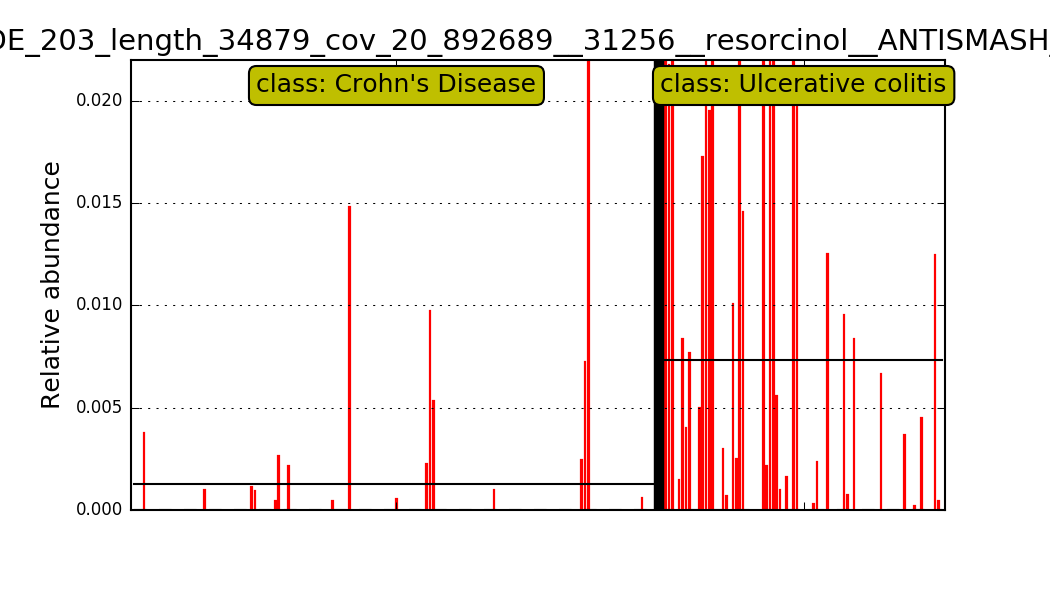 DE_203_length_34879_cov_20_892689__31256__resorcinol__ANTISMASH_
class: Crohn's Disease
class: Ulcerative colitis
Relative abundance
0.020
0.015
0.010
0.005
0.000